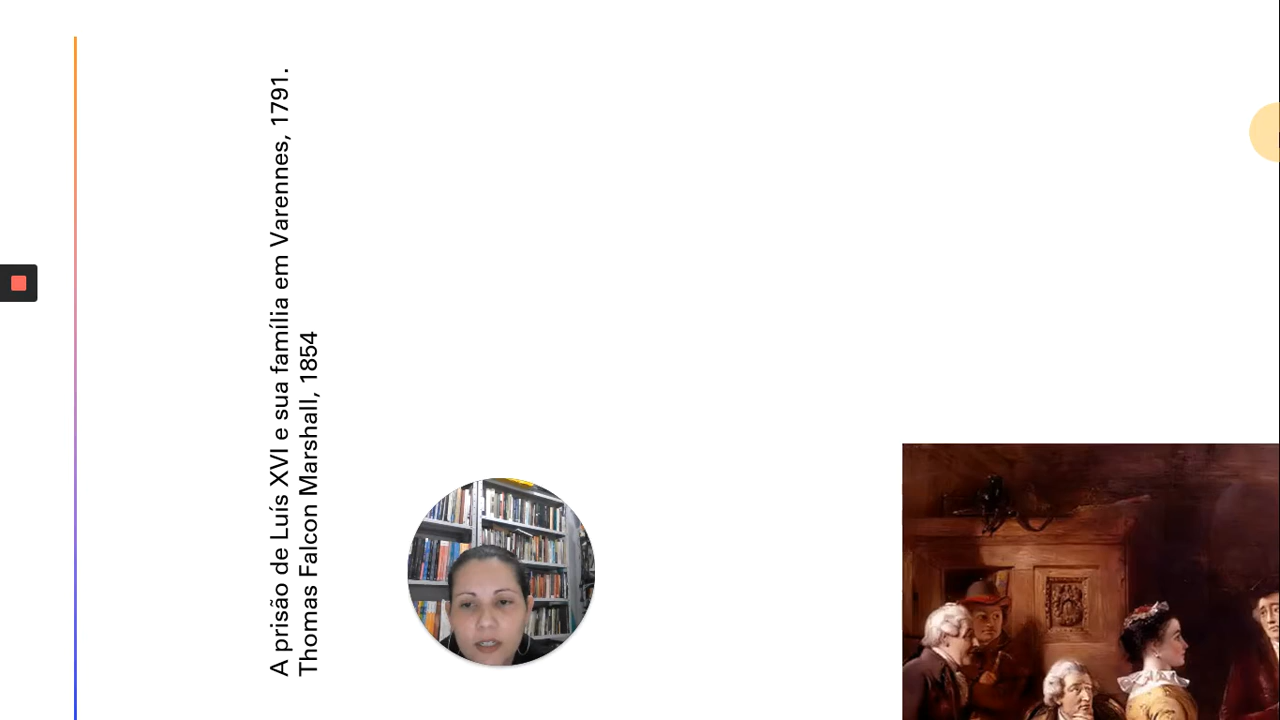 A prisão de Luís XVI e sua família em Varennes, 1791.
Thomas Falcon Marshall, 1854